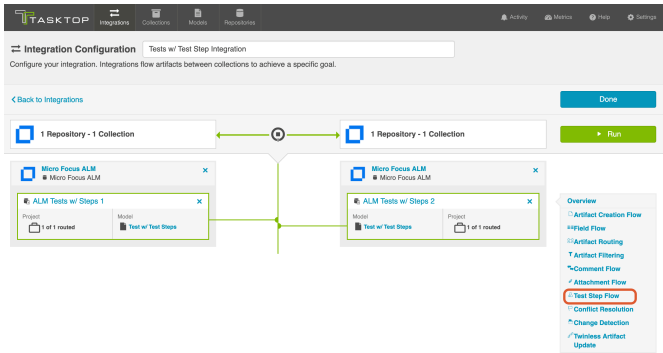 TASKTOP
Integrations
Collections
Models
Repositories
Activity
Metrics
Help
Settings
Integration Configuration
Tests w/ Test Step Integration
Configure your integration. Integrations flow artifacts between collections to achieve a specific goal.
Back to Integrations
Done
1 Repository - 1 Collection
1 Repository - 1 Collection
Run
Micro Focus ALM
Micro Focus ALM
ALM Tests w/ Steps 1
Project
1 of 1 routed
Model
Test w/ Test Steps
Micro Focus ALM
Micro Focus ALM
ALM Tests w/ Steps 2
Model
Test w/ Test Steps
Project
1 of 1 routed
Overview
Artifact Creation Flow
Field Flow
Artifact Routing
Artifact Filtering
Comment Flow
Attachment Flow
Test Step Flow
Conflict Resolution
Change Detection
Twinless Artifact
Update